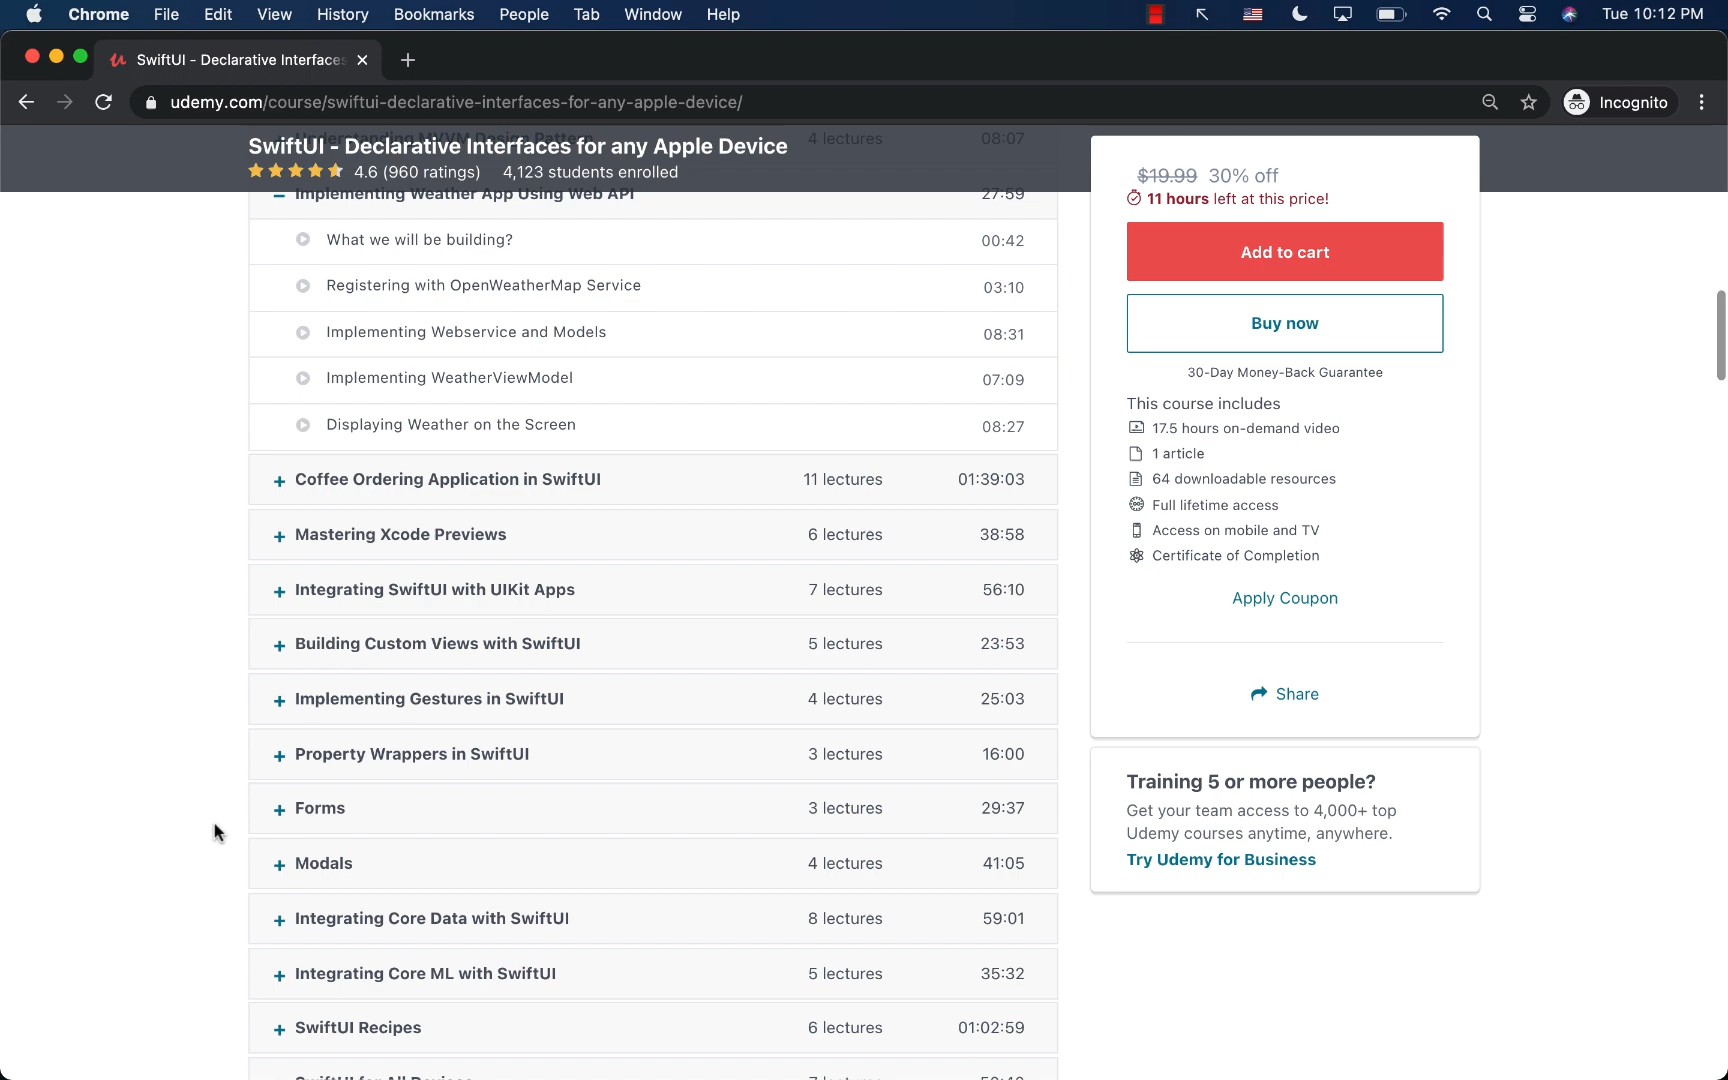 Chrome File Edit View History Bookmarks People Tab Window Help Tue 10:12 PM
SwiftUI - Declarative Interfaces
udemy.com/course/swiftui-declarative-interfaces-for-any-apple-device/ Incognito
Understanding MVVM Design Pattern 4 lectures 08:07
SwiftUI - Declarative Interfaces for any Apple Device
4.6 (960 ratings) 4,123 students enrolled
Implementing Weather App Using Web API 27:59
What we will be building? 00:42
Registering with OpenWeatherMap Service 03:10
Implementing Webservice and Models 08:31
Implementing WeatherViewModel 07:09
Displaying Weather on the Screen 08:27
Coffee Ordering Application in SwiftUI 11 lectures 01:39:03
Mastering Xcode Previews 6 lectures 38:58
Integrating SwiftUI with UIKit Apps 7 lectures 56:10
Building Custom Views with SwiftUI 5 lectures 23:53
Implementing Gestures in SwiftUI 4 lectures 25:03
Property Wrappers in SwiftUI 3 lectures 16:00
Forms 3 lectures 29:37
Modals 4 lectures 41:05
Integrating Core Data with SwiftUI 8 lectures 59:01
Integrating Core ML with SwiftUI 5 lectures 35:32
SwiftUI Recipes 6 lectures 01:02:59
$19.99 30% off
11 hours left at this price!
Add to cart
Buy now
30-Day Money-Back Guarantee
This course includes
17.5 hours on-demand video
1 article
64 downloadable resources
Full lifetime access
Access on mobile and TV
Certificate of Completion
Apply Coupon
Share
Training 5 or more people?
Get your team access to 4,000+ top
Udemy courses anytime, anywhere.
Try Udemy for Business